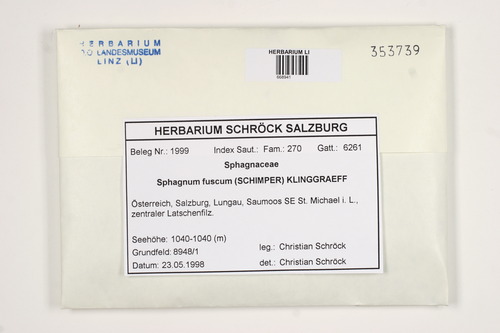 HERBARIUM
LANDESMUSEUM
LINZ (LI)
HERBARIUM LI
353739
HERBARIUM SCHRÖCK SALZBURG
Beleg Nr.: 1999 Index Saut.: Fam.: 270 Gatt.: 6261
Sphagnaceae
Sphagnum fuscum (SCHIMPER) KLINGGRAEFF
Österreich, Salzburg, Lungau, Saumoos SE St. Michael i. L.,
zentraler Latschenfilz.
Seehöhe: 1040-1040 (m)
Grundfeld: 8948/1 leg.: Christian Schröck
Datum: 23.05.1998 det.: Christian Schröck